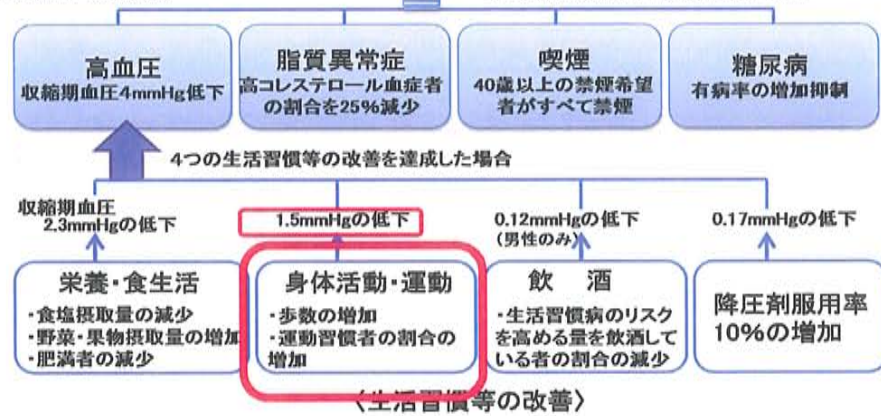 高血圧
収縮期血圧4mmHg低下
脂質異常症
高コレステロール血症者
の割合を25%減少
喫煙
40歳以上の禁煙希望
者がすべて禁煙
糖尿病
有病率の増加抑制
4つの生活習慣等の改善を達成した場合
収縮期血圧
2.3mmHgの低下
1.5mmHgの低下
0.12mmHgの低下
(男性のみ)
0.17mmHgの低下
栄養・食生活
・食塩摂取量の減少
・野菜・果物摂取量の増加
・肥満者の減少
身体活動・運動
・歩数の増加
・運動習慣者の割合の
増加
飲 酒
・生活習慣病のリスク
を高める量を飲酒して
いる者の割合の減少
降圧剤服用率
10%の増加
〈生活習慣等の改善〉